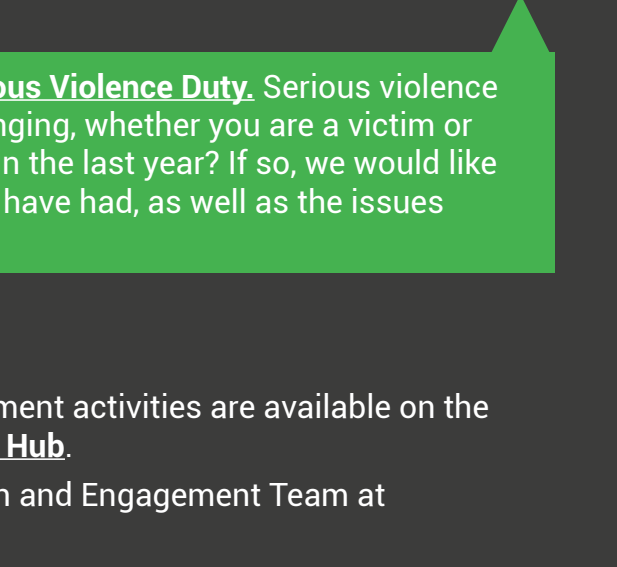 ous Violence Duty. Serious violence
nging, whether you are a victim or
n the last year? If so, we would like
have had, as well as the issues
ment activities are available on the
Hub.
n and Engagement Team at